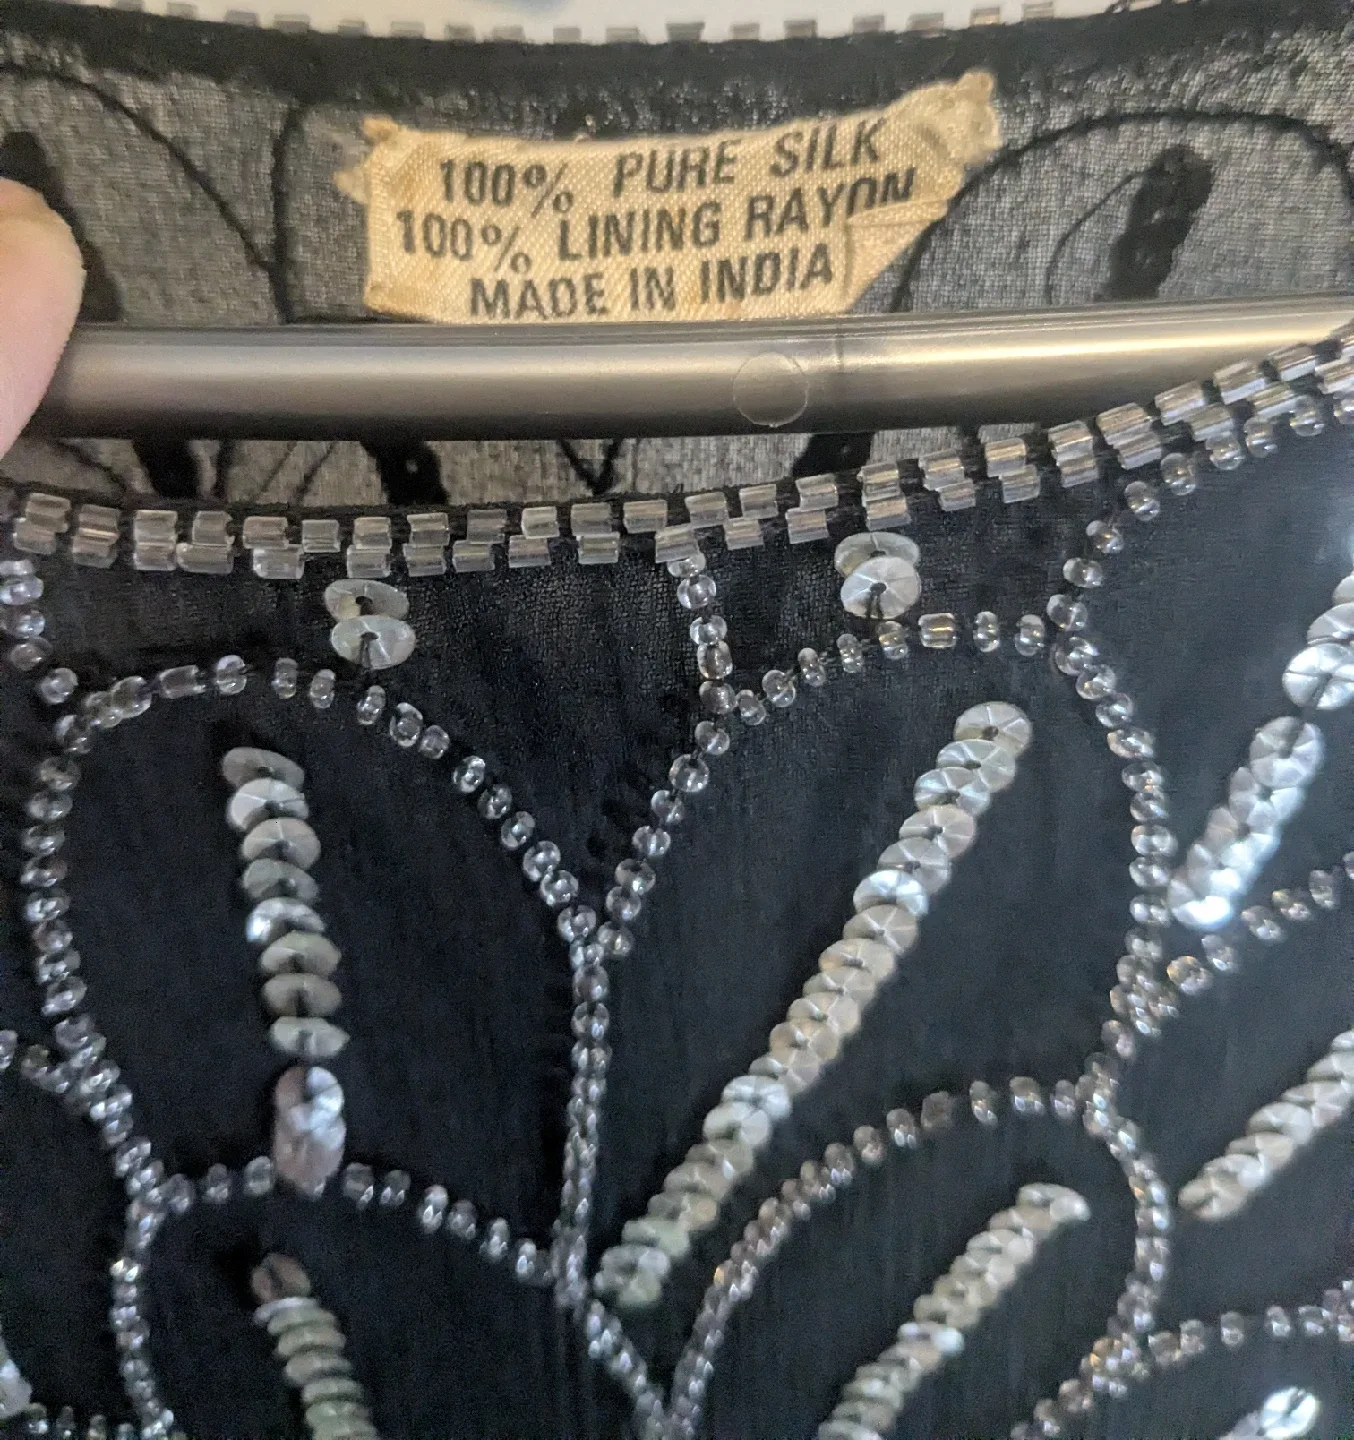 100% PURE SILK
100% LINING RAYON
MADE IN INDIA